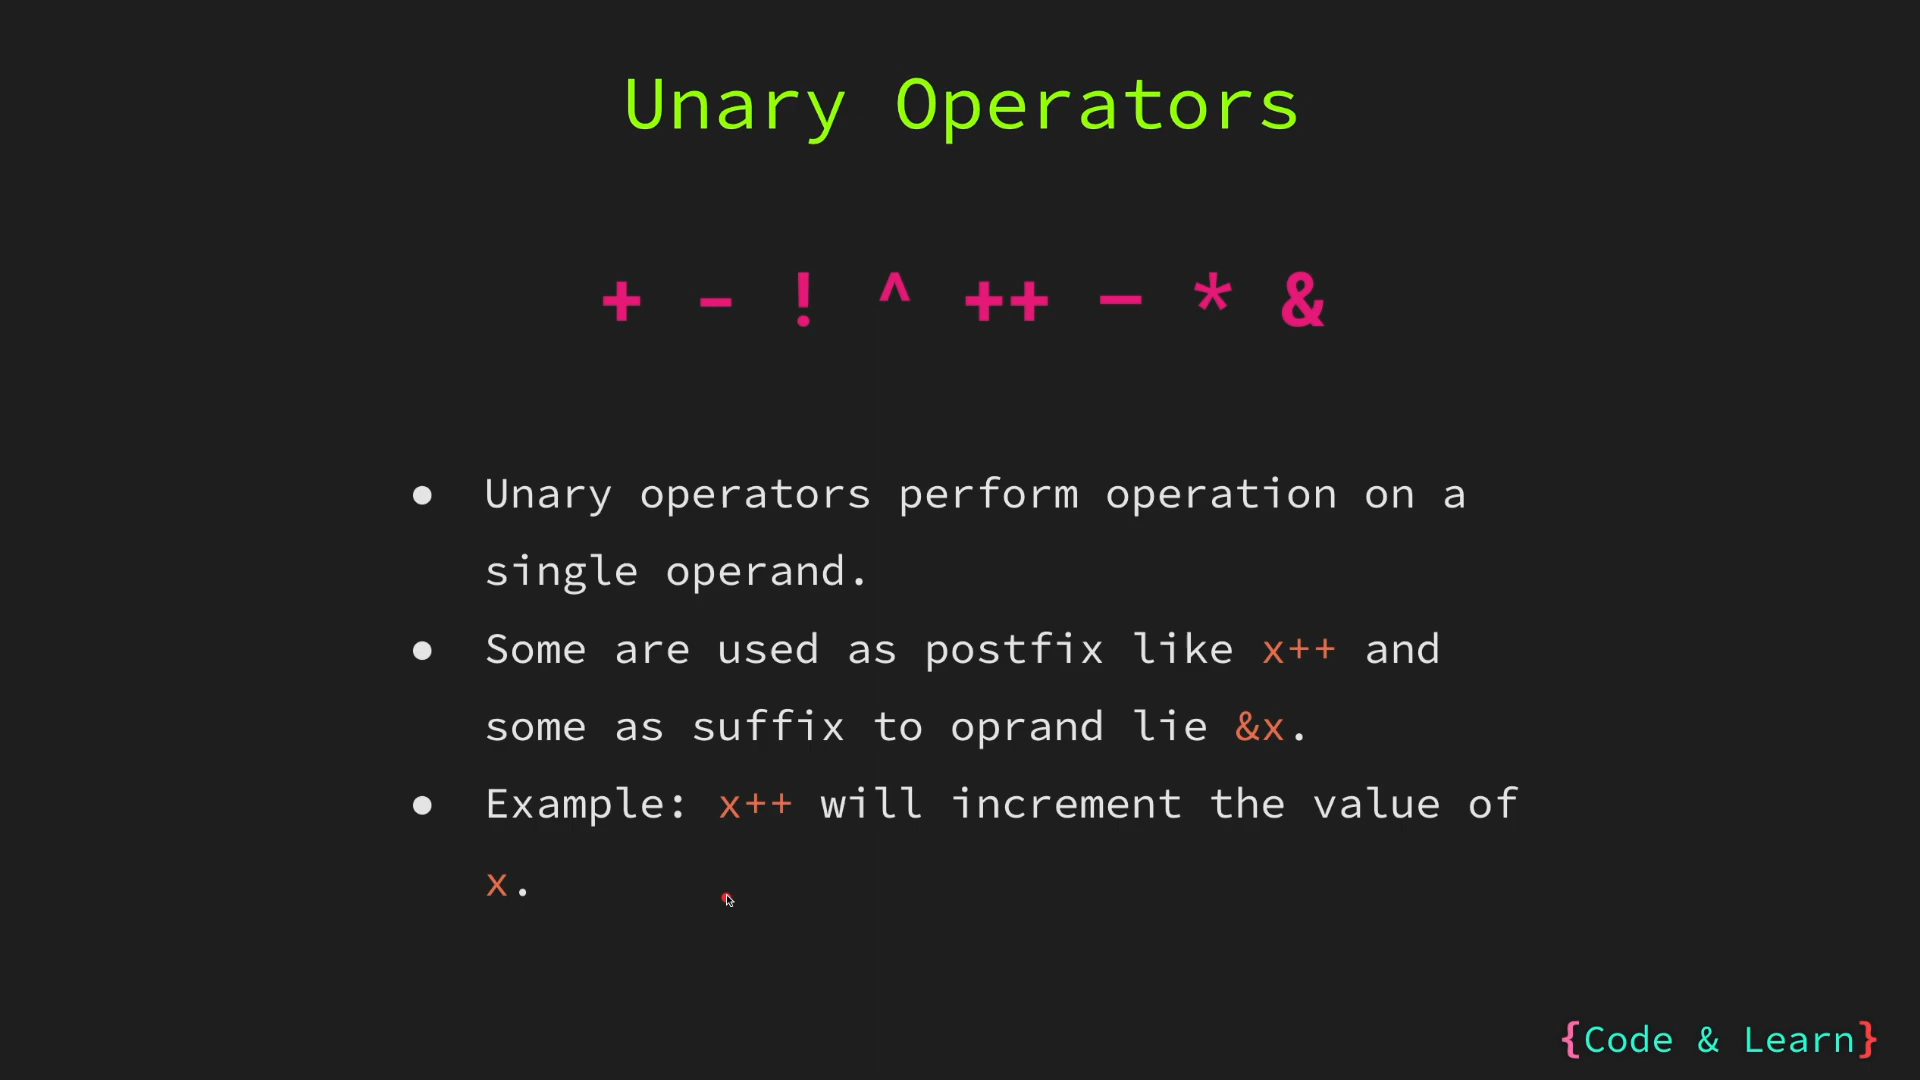 Unary Operators
+ - ! ^ ++ — * &
● Unary operators perform operation on a
single operand.
● Some are used as postfix like x++ and
some as suffix to oprand lie &x.
● Example: x++ will increment the value of
x.
{Code & Learn}